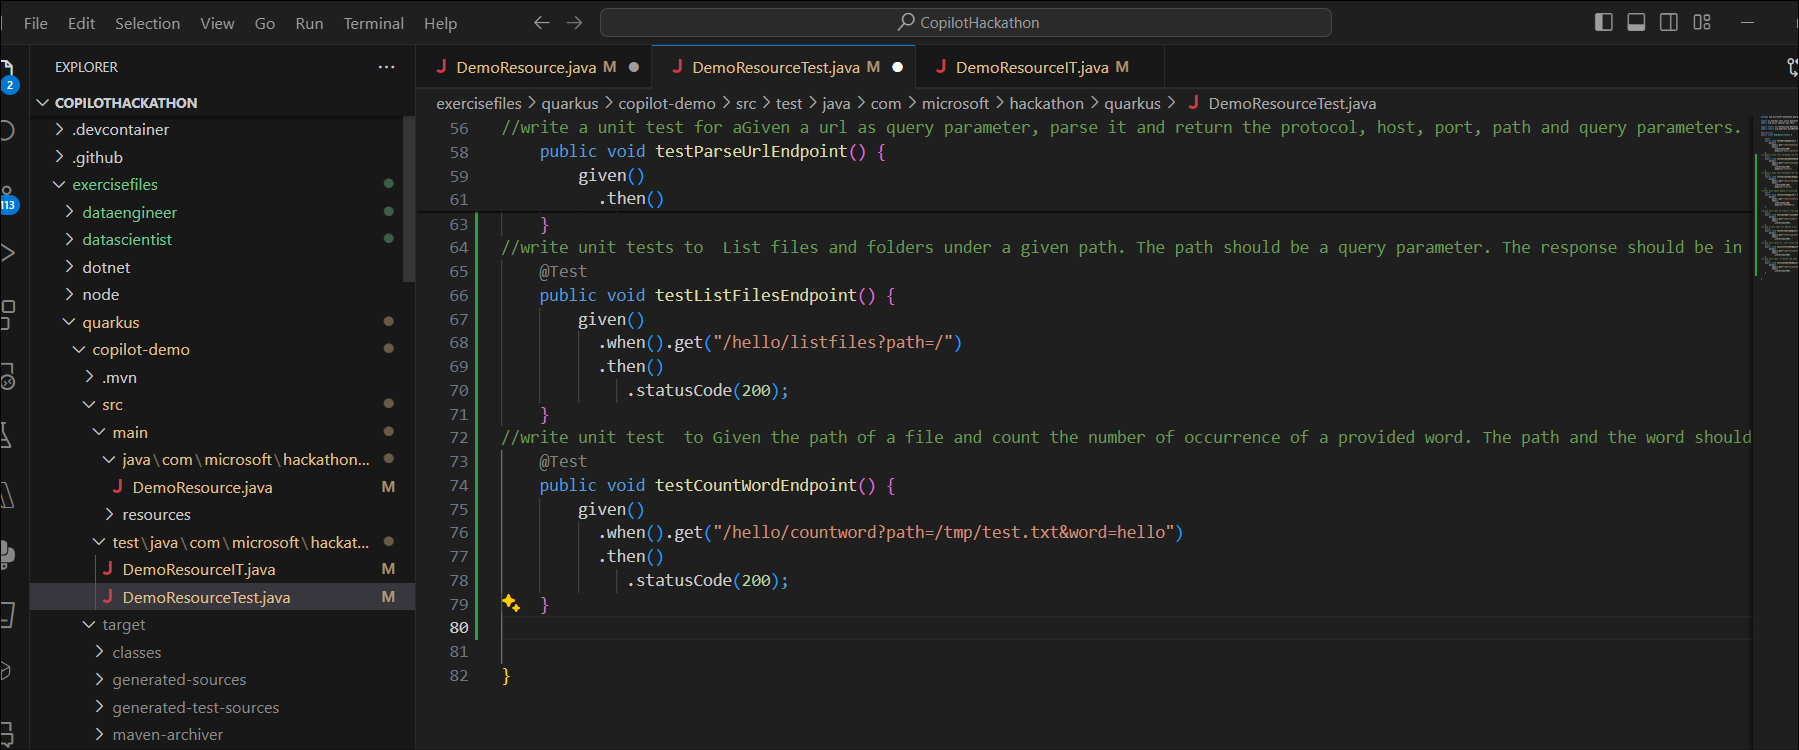 File Edit Selection View Go Run Terminal Help
CopilotHackathon
EXPLORER
COPILOTHACKATHON
.devcontainer
.github
exercisefiles
dataengineer
datascientist
dotnet
node
quarkus
copilot-demo
.mvn
src
main
java\com\microsoft\hackathon...
J DemoResource.java M
resources
test\java\com\microsoft\hackat...
J DemoResourceIT.java M
J DemoResourceTest.java M
target
classes
generated-sources
generated-test-sources
maven-archiver
2
113
J DemoResource.java M J DemoResourceTest.java M J DemoResourceIT.java M
exercisefiles > quarkus > copilot-demo > src > test > java > com > microsoft > hackathon > quarkus > J DemoResourceTest.java
56 //write a unit test for aGiven a url as query parameter, parse it and return the protocol, host, port, path and query parameters.
58 public void testParseUrlEndpoint() {
59 given()
61 .then()
63 }
64 //write unit tests to  List files and folders under a given path. The path should be a query parameter. The response should be in
65 @Test
66 public void testListFilesEndpoint() {
67 given()
68 .when().get("/hello/listfiles?path=/")
69 .then()
70 .statusCode(200);
71 }
72 //write unit test  to Given the path of a file and count the number of occurrence of a provided word. The path and the word should
73 @Test
74 public void testCountWordEndpoint() {
75 given()
76 .when().get("/hello/countword?path=/tmp/test.txt&word=hello")
77 .then()
78 .statusCode(200);
79 }
80
81
82 }